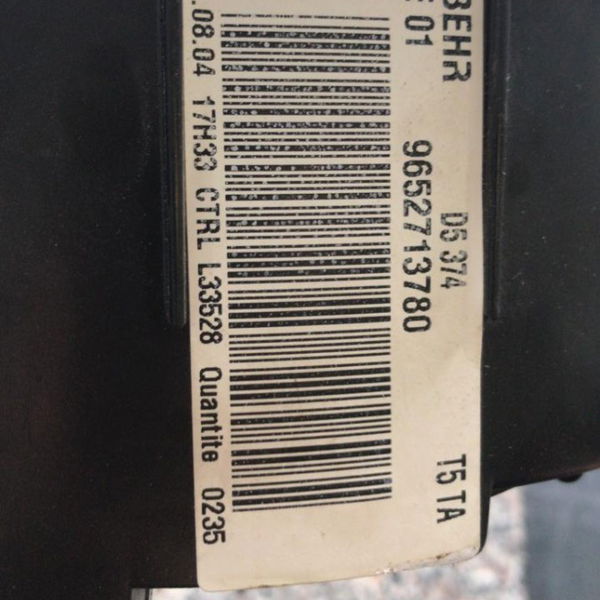 BEHR D5 374 T5 TA
E 01 9652713780
.08.04 17H33 CTRL L33528 Quantite 0235